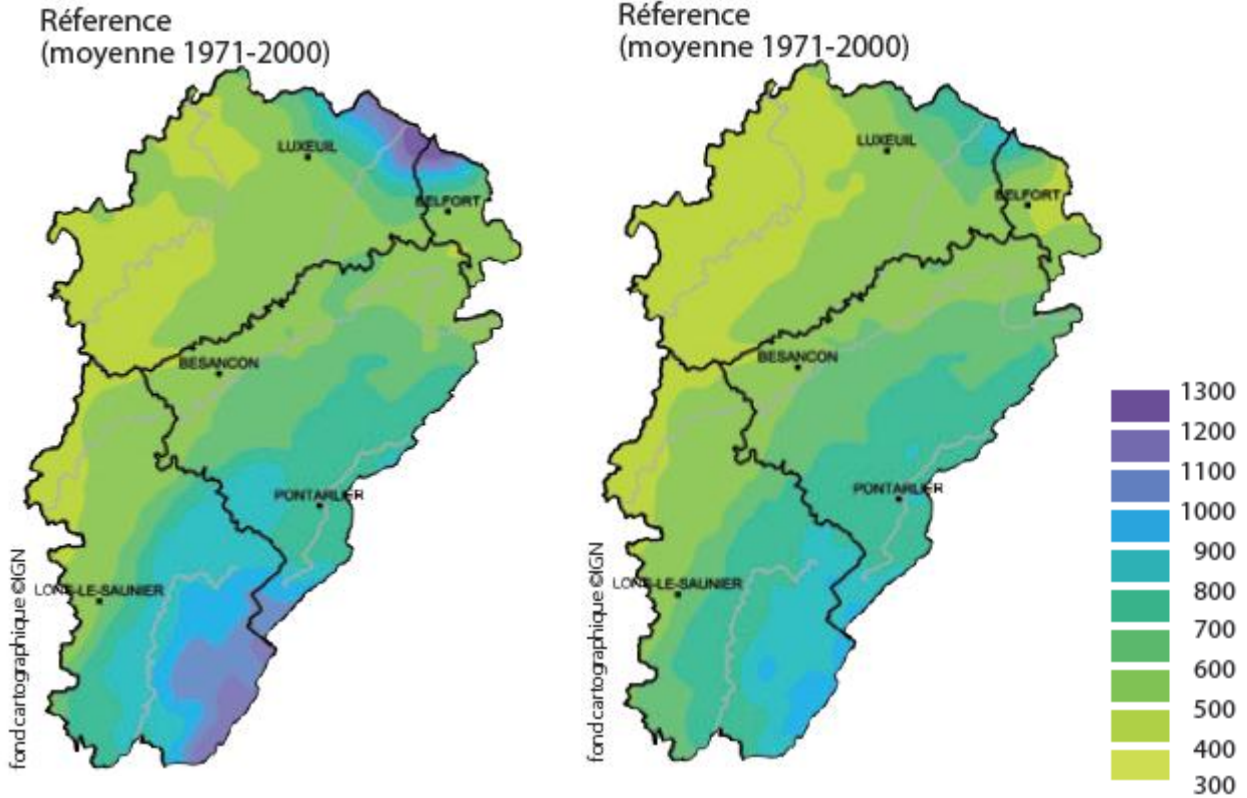 Réference
(moyenne 1971-2000)
LUXEUIL
BELFORT
BESANCON
PONTARLIER
LONS-LE-SAUNIER
fond cartographique ©IGN
Réference
(moyenne 1971-2000)
LUXEUIL
BELFORT
BESANCON
PONTARLIER
LONS-LE-SAUNIER
fond cartographique ©IGN
1300
1200
1100
1000
900
800
700
600
500
400
300